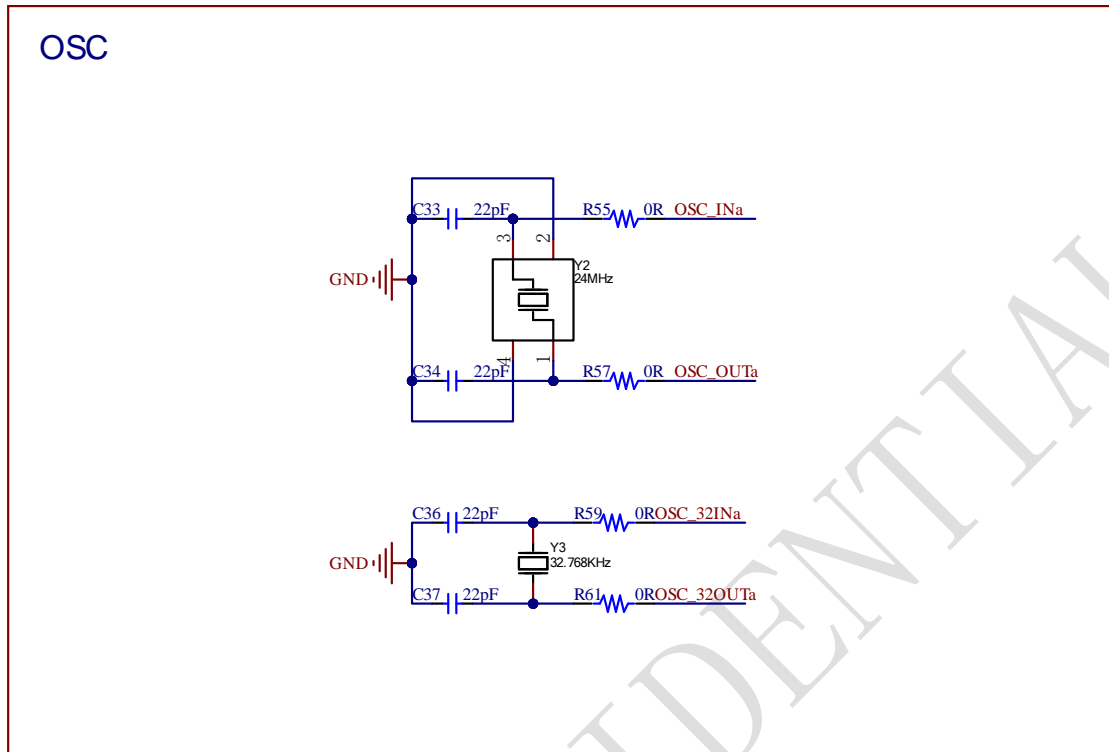 OSC
C33 22pF R55 0R OSC_INa
3 2
Y2
24MHz
GND
4 1
C34 22pF R57 0R OSC_OUTa
C36 22pF R59 0R OSC_32INa
Y3
32.768KHz
GND
C37 22pF R61 0R OSC_32OUTa
IDENTIAL